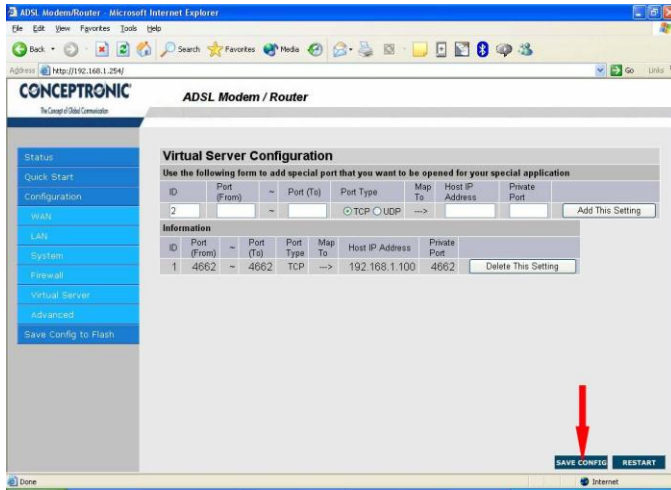 ADSL Modem/Router - Microsoft Internet Explorer
File Edit View Favorites Tools Help
Back Search Favorites Media
Address http://192.168.1.254/ Go Links
CONCEPTRONIC
The Concept of Global Communication
ADSL Modem / Router
Status
Quick Start
Configuration
WAN
LAN
System
Firewall
Virtual Server
Advanced
Save Config to Flash
Virtual Server Configuration
Use the following form to add special port that you want to be opened for your special application
ID Port (From) ~ Port (To) Port Type Map To Host IP Address Private Port
2 ~ TCP UDP ---> Add This Setting
Information
ID Port (From) ~ Port (To) Port Type Map To Host IP Address Private Port
1 4662 ~ 4662 TCP ---> 192.168.1.100 4662 Delete This Setting
SAVE CONFIG RESTART
Done Internet